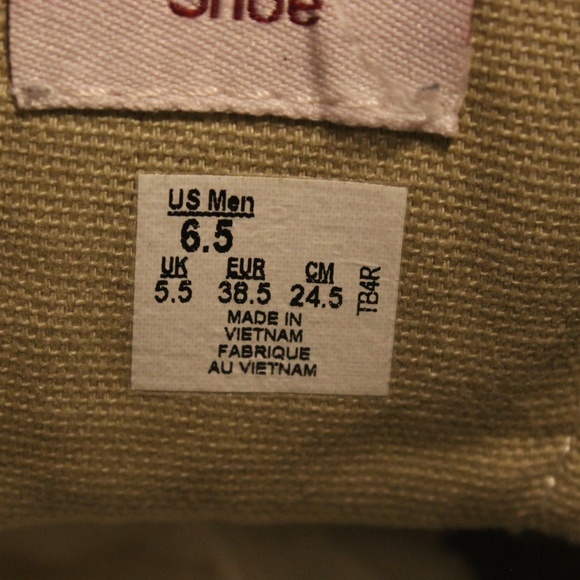 Shoe
US Men
6.5
UK EUR CM
5.5 38.5 24.5
TB4R
MADE IN
VIETNAM
FABRIQUE
AU VIETNAM